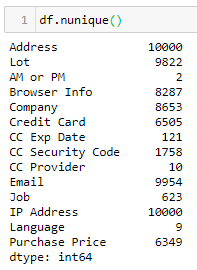 1 df.nunique()
Address 10000
Lot 9822
AM or PM 2
Browser Info 8287
Company 8653
Credit Card 6505
CC Exp Date 121
CC Security Code 1758
CC Provider 10
Email 9954
Job 623
IP Address 10000
Language 9
Purchase Price 6349
dtype: int64